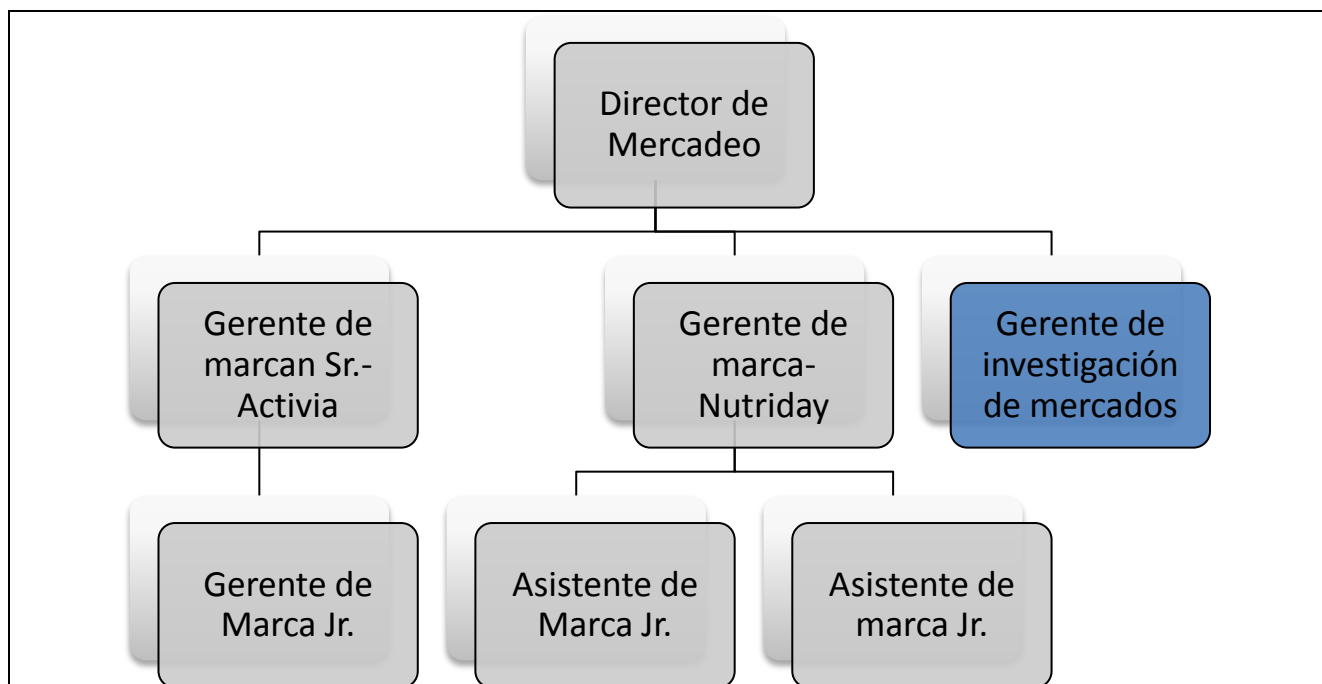 Director de
Mercadeo
Gerente de
marcan Sr.-
Activia
Gerente de
marca-
Nutriday
Gerente de
investigación
de mercados
Gerente de
Marca Jr.
Asistente de
Marca Jr.
Asistente de
marca Jr.